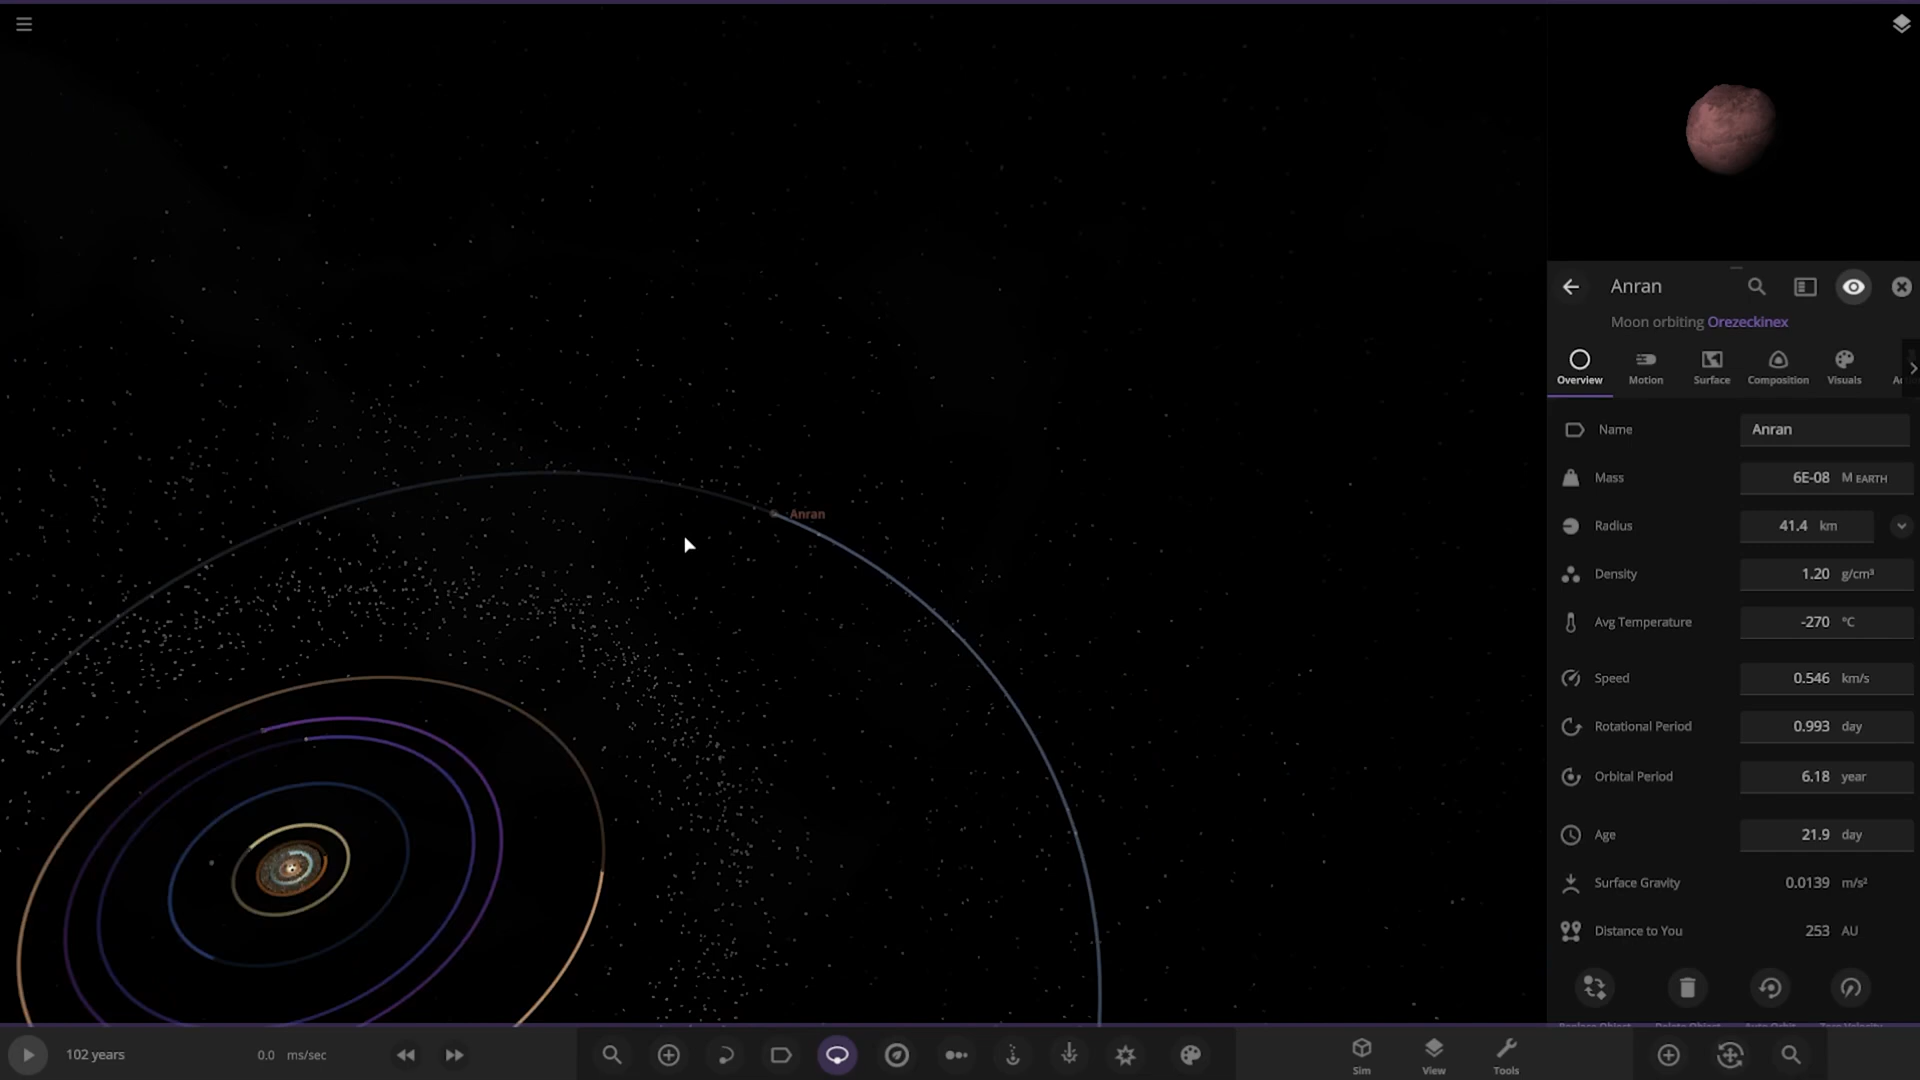 Anran
Moon orbiting Orezeckinex
Overview
Motion
Surface
Composition
Visuals
Name Anran
Mass 6E-08 M EARTH
Radius 41.4 km
Density 1.20 g/cm³
Avg Temperature -270 °C
Speed 0.546 km/s
Rotational Period 0.993 day
Orbital Period 6.18 year
Age 21.9 day
Surface Gravity 0.0139 m/s²
Distance to You 253 AU
Anran
102 years
0.0 ms/sec
Sim
View
Tools